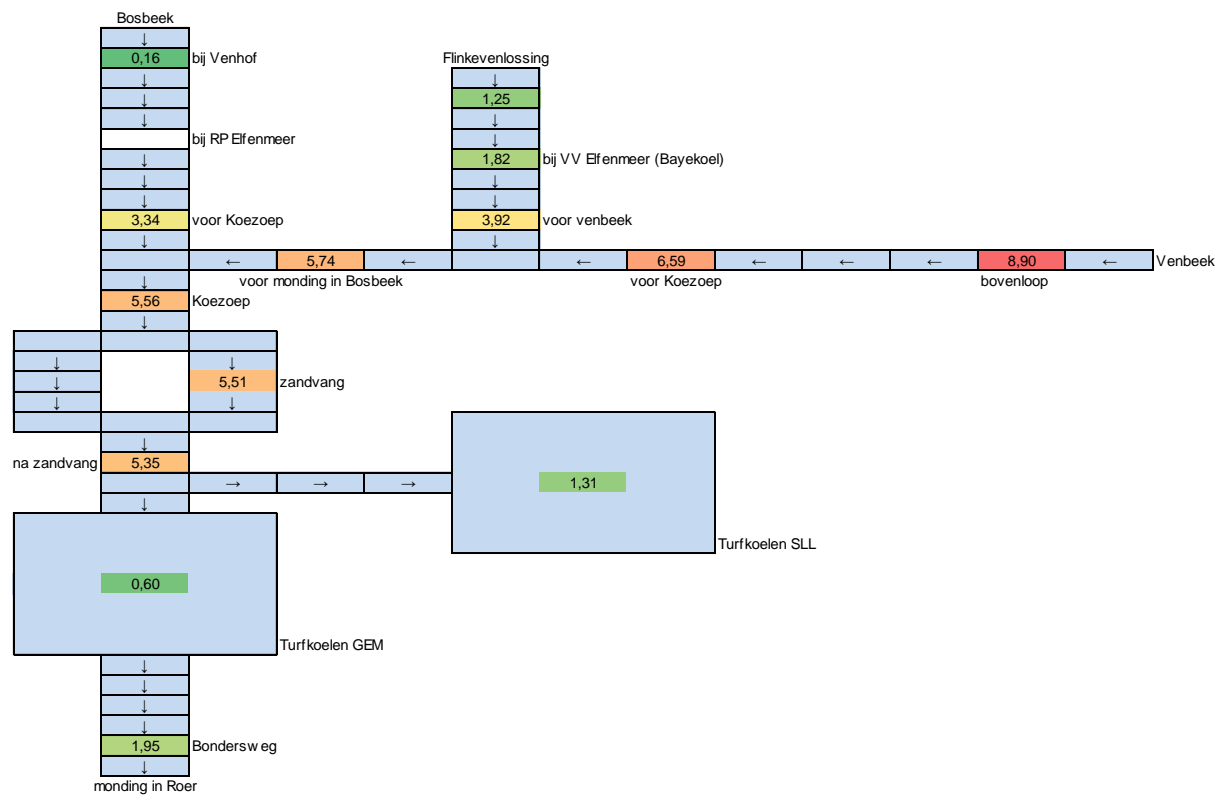 Bosbeek
↓
0,16 bij Venhof
Flinkevenlossing
↓ ↓
↓ 1,25
↓ ↓
bij RP Elfenmeer ↓
↓ 1,82 bij VV Elfenmeer (Bayekoel)
↓ ↓
↓ ↓
3,34 voor Koezoep 3,92 voor venbeek
↓ ↓
← 5,74 ← ← 6,59 ← ← ← 8,90 ← Venbeek
↓ voor monding in Bosbeek voor Koezoep bovenloop
5,56 Koezoep
↓
↓ ↓
↓ 5,51 zandvang
↓ ↓
↓
na zandvang 5,35
→ → → 1,31
↓
Turfkoelen SLL
0,60
Turfkoelen GEM
↓
↓
↓
↓
1,95 Bondersweg
↓
monding in Roer